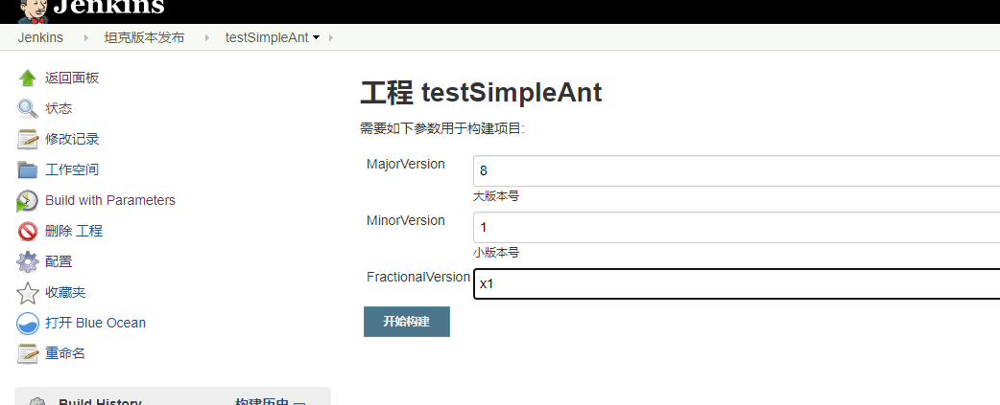 Jenkins
Jenkins 坦克版本发布 testSimpleAnt
返回面板
状态
修改记录
工作空间
Build with Parameters
删除 工程
配置
收藏夹
打开 Blue Ocean
重命名
Build History 构建历史
工程 testSimpleAnt
需要如下参数用于构建项目:
MajorVersion 8
大版本号
MinorVersion 1
小版本号
FractionalVersion x1
开始构建